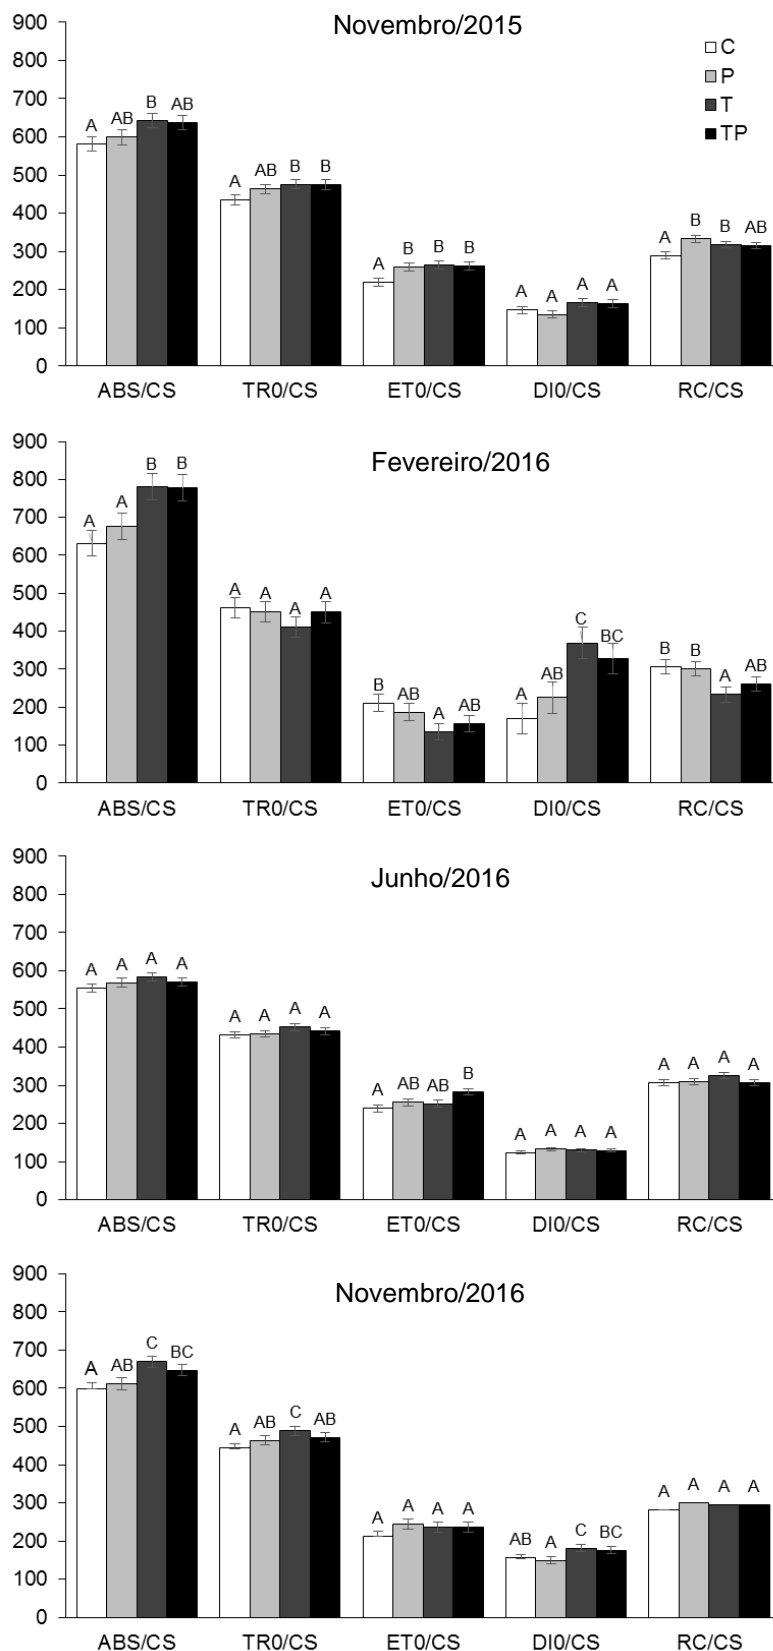 Novembro/2015
900
800
700
600
500
400
300
200
100
0
C
P
T
TP
A AB B AB
A AB B B
A B B B
A A A A
A B B AB
ABS/CS TR0/CS ET0/CS DI0/CS RC/CS
Fevereiro/2016
900
800
700
600
500
400
300
200
100
0
A A B B
A A A A
B AB A AB
A AB C BC
B B A AB
ABS/CS TR0/CS ET0/CS DI0/CS RC/CS
Junho/2016
900
800
700
600
500
400
300
200
100
0
A A A A
A A A A
A AB AB B
A A A A
A A A A
ABS/CS TR0/CS ET0/CS DI0/CS RC/CS
Novembro/2016
900
800
700
600
500
400
300
200
100
0
A AB C BC
A AB C AB
A A A A
AB A C BC
A A A A
ABS/CS TR0/CS ET0/CS DI0/CS RC/CS